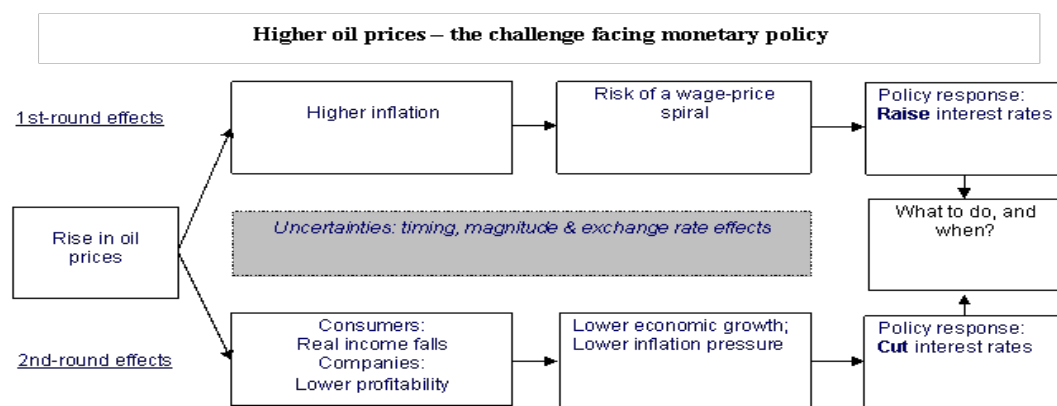 Higher oil prices – the challenge facing monetary policy
1st-round effects
Higher inflation
Risk of a wage-price
spiral
Policy response:
Raise interest rates
Rise in oil
prices
Uncertainties: timing, magnitude & exchange rate effects
What to do, and
when?
2nd-round effects
Consumers:
Real income falls
Companies:
Lower profitability
Lower economic growth;
Lower inflation pressure
Policy response:
Cut interest rates